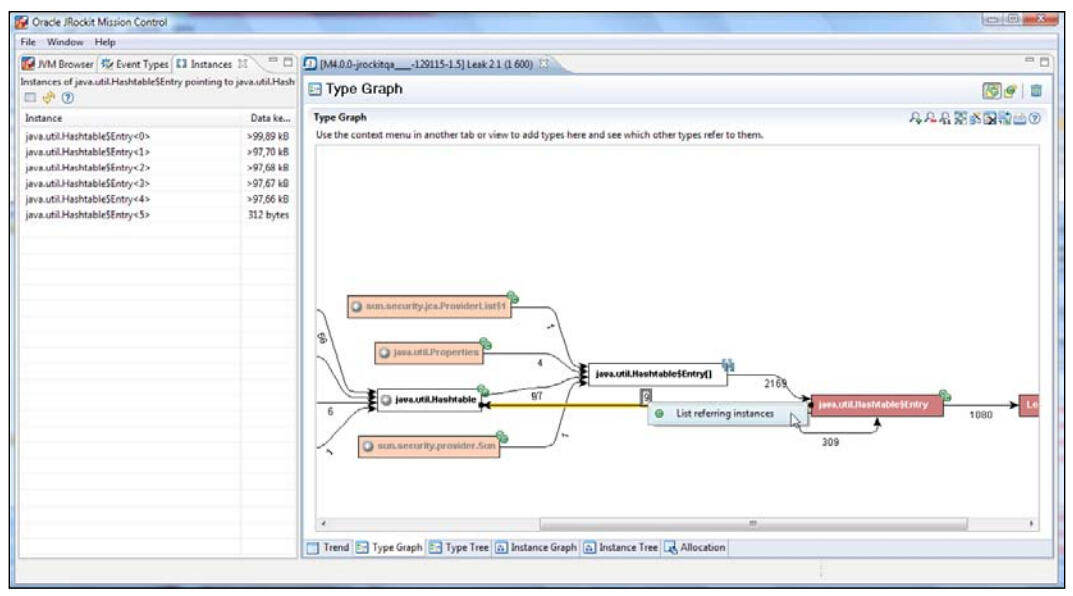 Oracle JRockit Mission Control
File Window Help
JVM Browser Event Types Instances
Instances of java.util.Hashtable$Entry pointing to java.util.Hash
Instance Data ke...
java.util.Hashtable$Entry<0> >99,89 kB
java.util.Hashtable$Entry<1> >97,70 kB
java.util.Hashtable$Entry<2> >97,68 kB
java.util.Hashtable$Entry<3> >97,67 kB
java.util.Hashtable$Entry<4> >97,66 kB
java.util.Hashtable$Entry<5> 312 bytes
[M4.0.0-jrockitqa___-129115-1.5] Leak 2 1 (1 600)
Type Graph
Type Graph
Use the context menu in another tab or view to add types here and see which other types refer to them.
sun.security.jca.ProviderList$1
1
java.util.Properties
4
java.util.Hashtable$Entry[]
2169
java.util.Hashtable
97
9
6
List referring instances
java.util.Hashtable$Entry
1080
Le
309
sun.security.provider.Sun
1
1
Trend Type Graph Type Tree Instance Graph Instance Tree Allocation